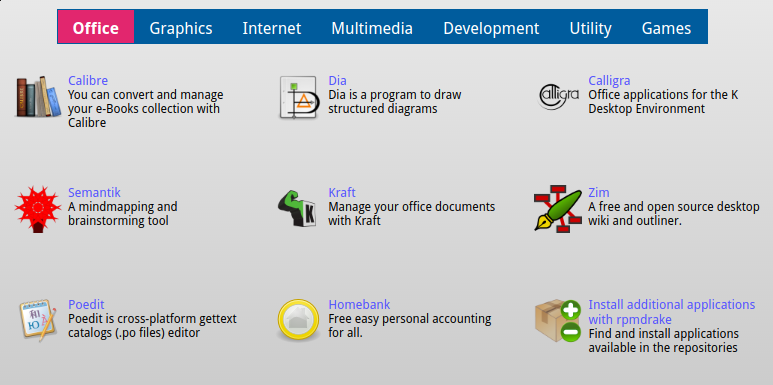 Office Graphics Internet Multimedia Development Utility Games
Calibre
You can convert and manage
your e-Books collection with
Calibre
Dia
Dia is a program to draw
structured diagrams
Calligra
Calligra
Office applications for the K
Desktop Environment
Semantik
A mindmapping and
brainstorming tool
K
Kraft
Manage your office documents
with Kraft
Zim
A free and open source desktop
wiki and outliner.
Poedit
Poedit is cross-platform gettext
catalogs (.po files) editor
Homebank
Free easy personal accounting
for all.
Install additional applications
with rpmdrake
Find and install applications
available in the repositories